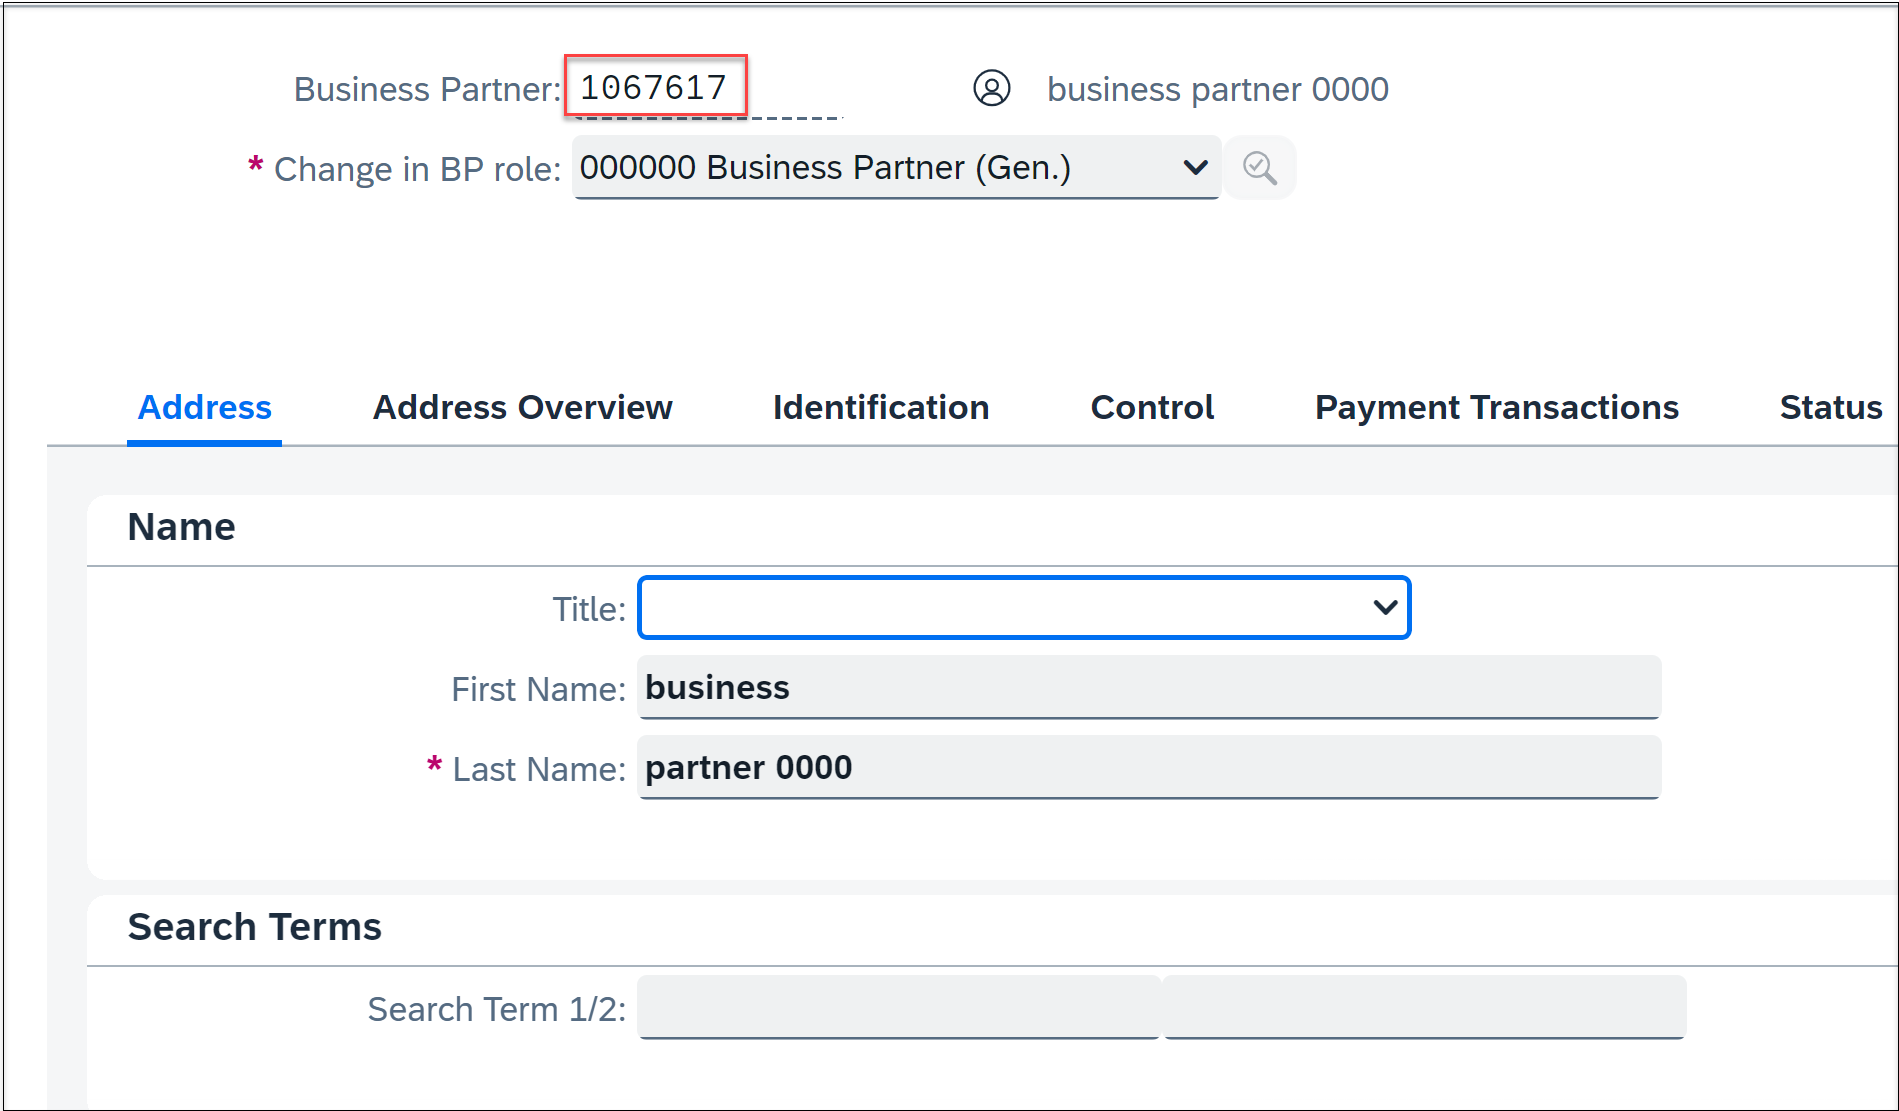 Business Partner: 1067617 business partner 0000
* Change in BP role: 000000 Business Partner (Gen.)
Address Address Overview Identification Control Payment Transactions Status
Name
Title:
First Name: business
* Last Name: partner 0000
Search Terms
Search Term 1/2: